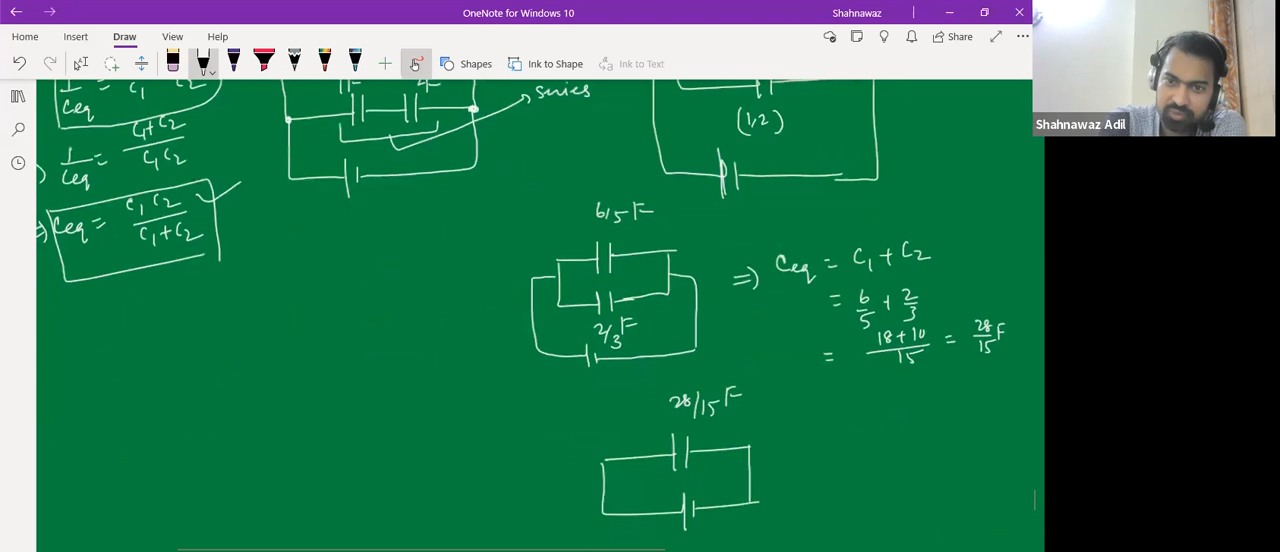 OneNote for Windows 10
Shahnawaz
Home Insert Draw View Help
Share
Shapes
Ink to Shape
Ink to Text
Shahnawaz Adil
Ceq
series
1/Ceq = C1+C2/C1C2
(1,2)
⇒ Ceq = C1C2/C1+C2
6/5 F
⇒ Ceq = C1 + C2
= 6/5 + 2/3
2/3 F
= 18+10/15 = 28/15 F
28/15 F